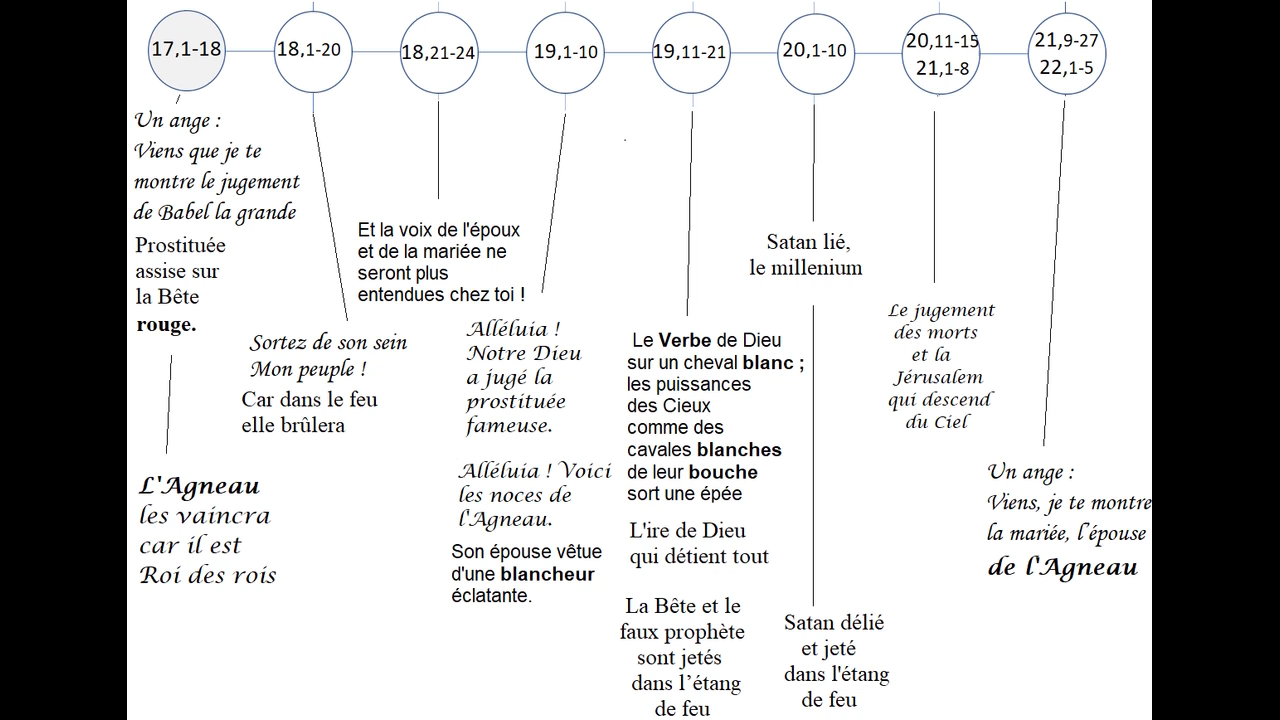 17,1-18
18,1-20
18,21-24
19,1-10
19,11-21
20,1-10
20,11-15
21,1-8
21,9-27
22,1-5
Un ange :
Viens que je te
montre le jugement
de Babel la grande
Prostituée
assise sur
la Bête
rouge.
L'Agneau
les vaincra
car il est
Roi des rois
Sortez de son sein
Mon peuple !
Car dans le feu
elle brûlera
Et la voix de l'époux
et de la mariée ne
seront plus
entendues chez toi !
Alléluia !
Notre Dieu
a jugé la
prostituée
fameuse.
Alléluia ! Voici
les noces de
l'Agneau.
Son épouse vêtue
d'une blancheur
éclatante.
Le Verbe de Dieu
sur un cheval blanc ;
les puissances
des Cieux
comme des
cavales blanches
de leur bouche
sort une épée
L'ire de Dieu
qui détient tout
La Bête et le
faux prophète
sont jetés
dans l’étang
de feu
Satan lié,
le millenium
Satan délié
et jeté
dans l'étang
de feu
Le jugement
des morts
et la
Jérusalem
qui descend
du Ciel
Un ange :
Viens, je te montre
la mariée, l'épouse
de l'Agneau